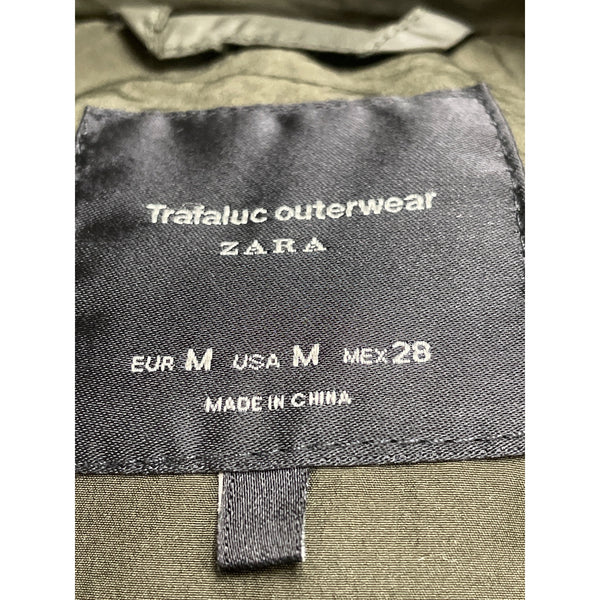 Trafaluc outerwear
ZARA
EUR M USA M MEX 28
MADE IN CHINA